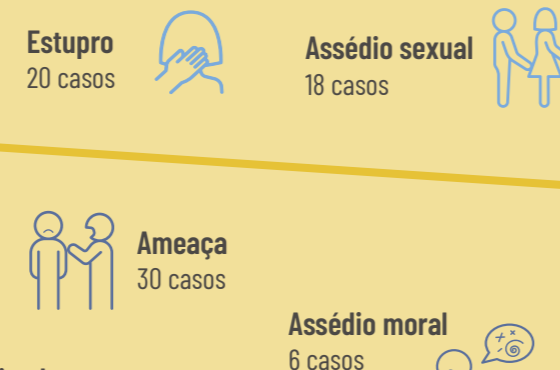 Estupro
20 casos
Assédio sexual
18 casos
Ameaça
30 casos
Assédio moral
6 casos